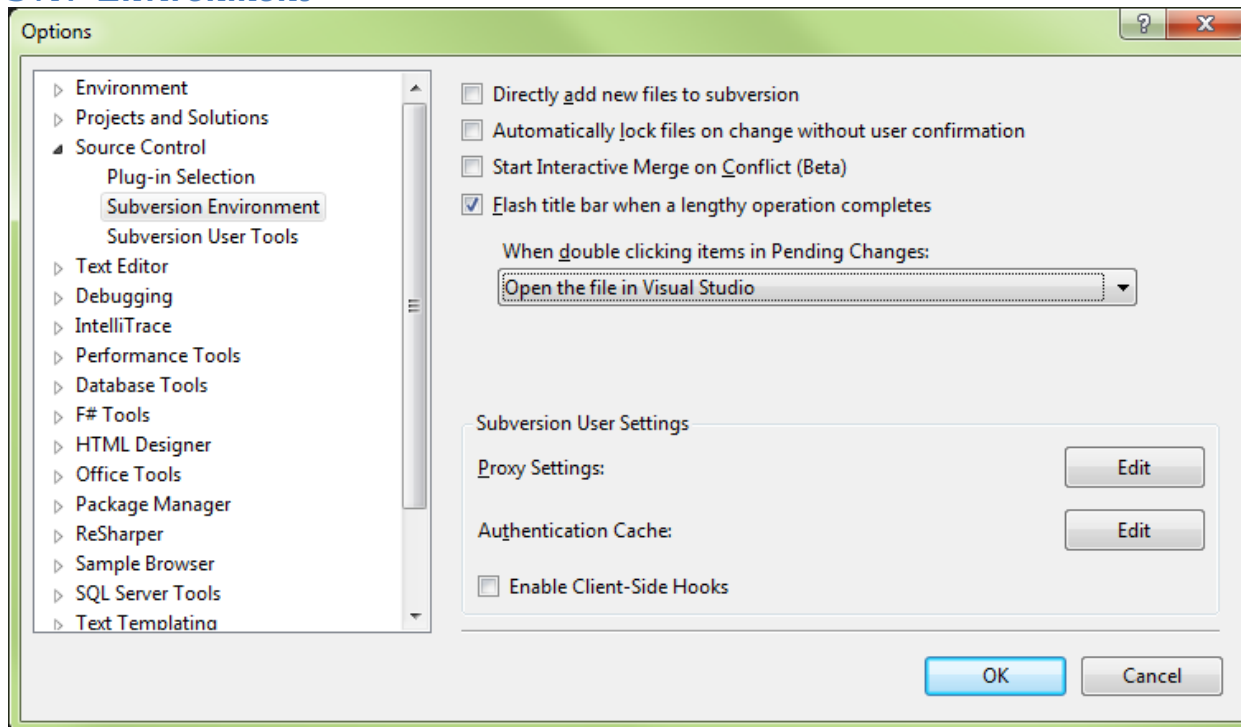 Options
Environment
Projects and Solutions
Source Control
Plug-in Selection
Subversion Environment
Subversion User Tools
Text Editor
Debugging
IntelliTrace
Performance Tools
Database Tools
F# Tools
HTML Designer
Office Tools
Package Manager
ReSharper
Sample Browser
SQL Server Tools
Text Templating
Directly add new files to subversion
Automatically lock files on change without user confirmation
Start Interactive Merge on Conflict (Beta)
Flash title bar when a lengthy operation completes
When double clicking items in Pending Changes:
Open the file in Visual Studio
Subversion User Settings
Proxy Settings:
Edit
Authentication Cache:
Edit
Enable Client-Side Hooks
OK
Cancel